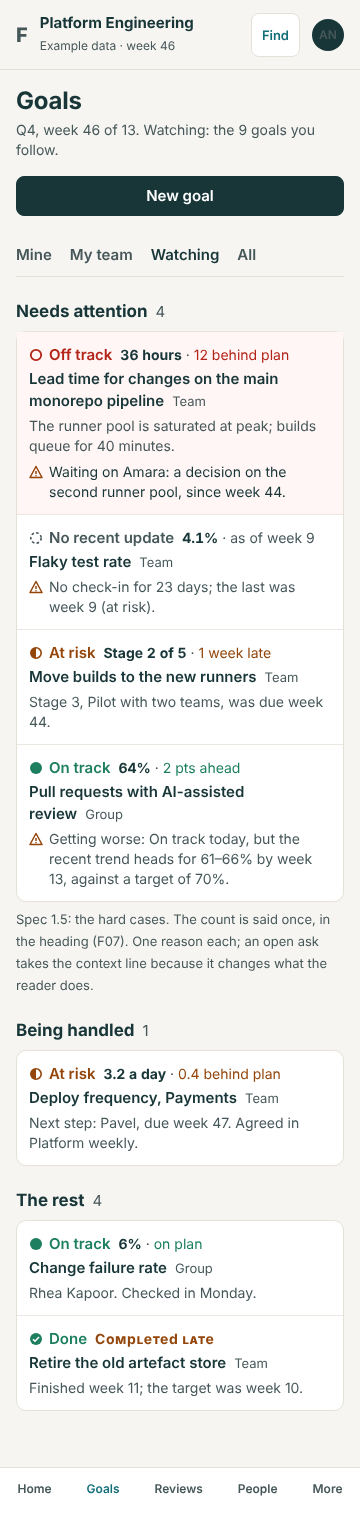 F
Platform Engineering
Example data · week 46
Find
AN
Goals
Q4, week 46 of 13. Watching: the 9 goals you
follow.
New goal
Mine My team Watching All
Needs attention 4
Off track 36 hours · 12 behind plan
Lead time for changes on the main
monorepo pipeline Team
The runner pool is saturated at peak; builds
queue for 40 minutes.
Waiting on Amara: a decision on the
second runner pool, since week 44.
No recent update 4.1% · as of week 9
Flaky test rate Team
No check-in for 23 days; the last was
week 9 (at risk).
At risk Stage 2 of 5 · 1 week late
Move builds to the new runners Team
Stage 3, Pilot with two teams, was due week
44.
On track 64% · 2 pts ahead
Pull requests with AI-assisted
review Group
Getting worse: On track today, but the
recent trend heads for 61–66% by week
13, against a target of 70%.
Spec 1.5: the hard cases. The count is said once, in
the heading (F07). One reason each; an open ask
takes the context line because it changes what the
reader does.
Being handled 1
At risk 3.2 a day · 0.4 behind plan
Deploy frequency, Payments Team
Next step: Pavel, due week 47. Agreed in
Platform weekly.
The rest 4
On track 6% · on plan
Change failure rate Group
Rhea Kapoor. Checked in Monday.
Done Completed late
Retire the old artefact store Team
Finished week 11; the target was week 10.
Home Goals Reviews People More